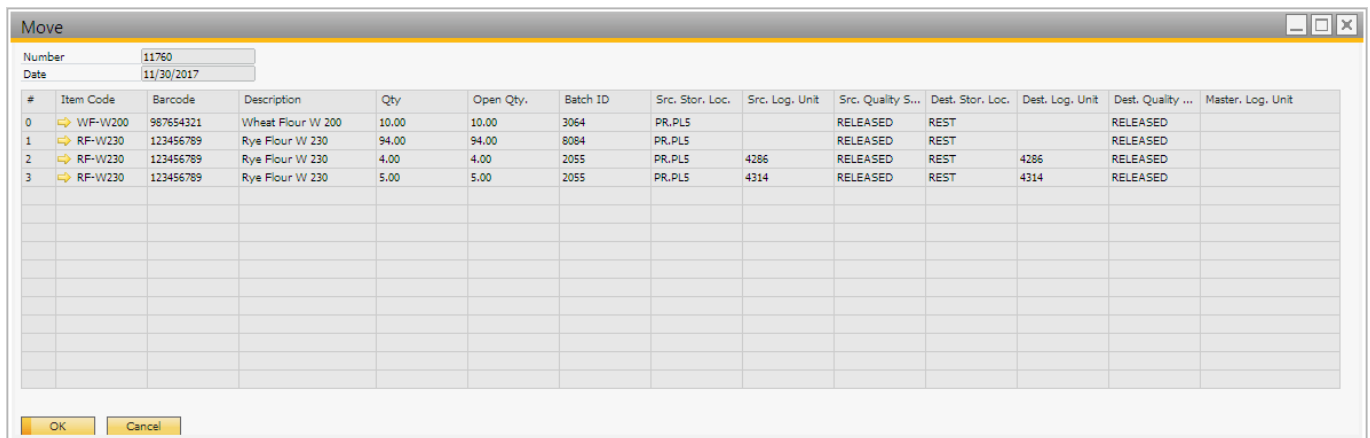 Move
Number 11760
Date 11/30/2017
# Item Code Barcode Description Qty Open Qty. Batch ID Src. Stor. Loc. Src. Log. Unit Src. Quality S... Dest. Stor. Loc. Dest. Log. Unit Dest. Quality ... Master. Log. Unit
0 WF-W200 987654321 Wheat Flour W 200 10.00 10.00 3064 PR.PL5 RELEASED REST RELEASED
1 RF-W230 123456789 Rye Flour W 230 94.00 94.00 8084 PR.PL5 RELEASED REST RELEASED
2 RF-W230 123456789 Rye Flour W 230 4.00 4.00 2055 PR.PL5 4286 RELEASED REST 4286 RELEASED
3 RF-W230 123456789 Rye Flour W 230 5.00 5.00 2055 PR.PL5 4314 RELEASED REST 4314 RELEASED
OK Cancel